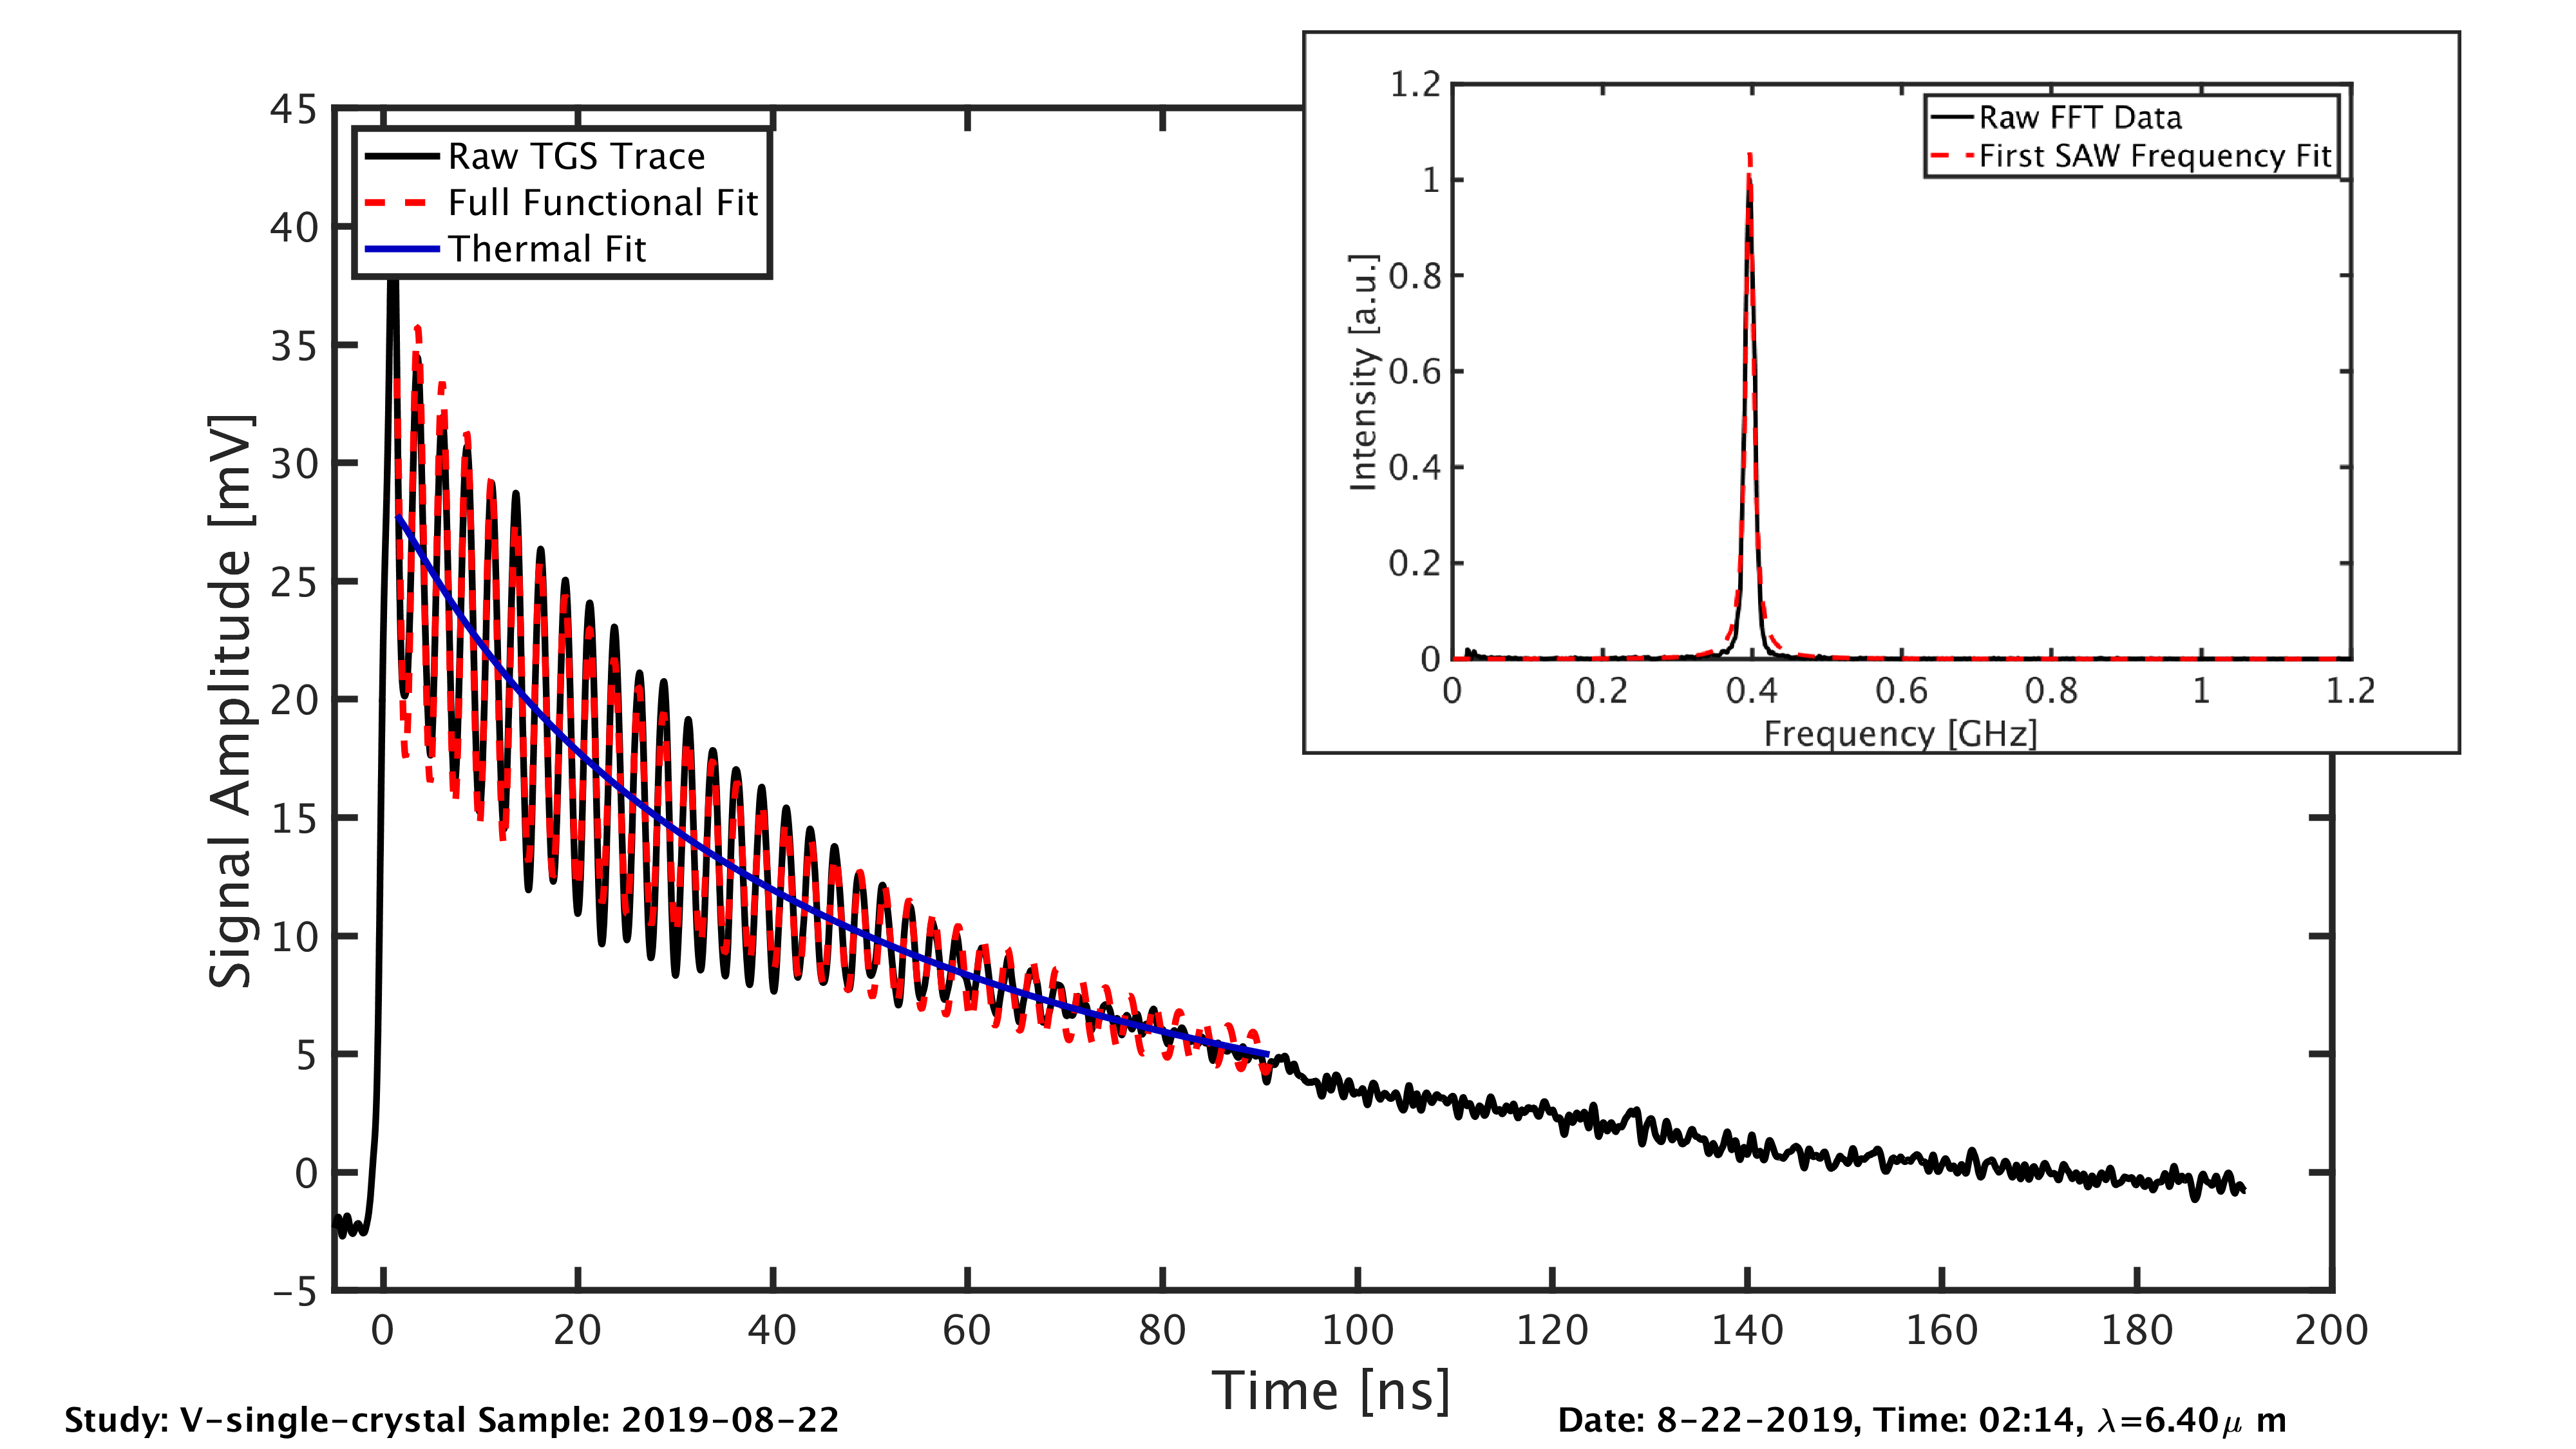 45
40
35
30
25
20
15
10
5
0
-5
Signal Amplitude [mV]
Raw TGS Trace
Full Functional Fit
Thermal Fit
0 20 40 60 80 100 120 140 160 180 200
Time [ns]
1.2
1
0.8
0.6
0.4
0.2
0
Intensity [a.u.]
Raw FFT Data
First SAW Frequency Fit
0 0.2 0.4 0.6 0.8 1 1.2
Frequency [GHz]
Study: V-single-crystal Sample: 2019-08-22
Date: 8-22-2019, Time: 02:14, λ=6.40μ m